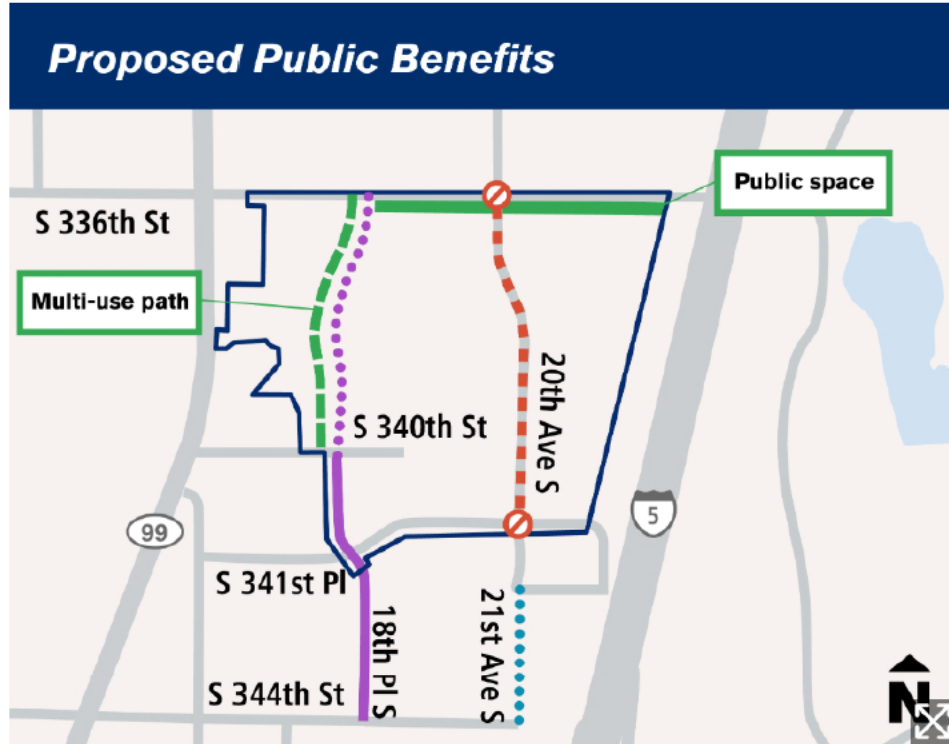 Proposed Public Benefits
Public space
S 336th St
Multi-use path
20th Ave S
S 340th St
99
5
S 341st Pl
18th Pl S
21st Ave S
S 344th St
N